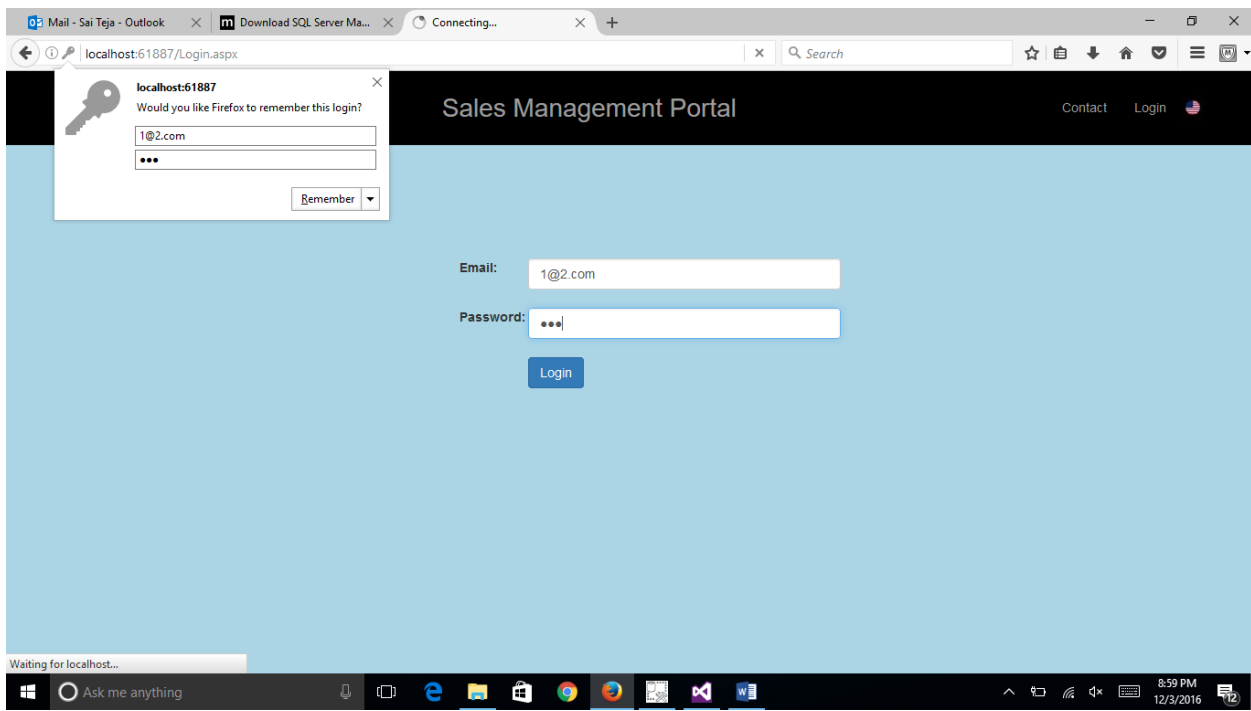 Mail - Sai Teja - Outlook
Download SQL Server Ma...
Connecting...
localhost:61887/Login.aspx
Search
localhost:61887
Would you like Firefox to remember this login?
1@2.com
●●●
Remember
Sales Management Portal
Contact
Login
Email:
1@2.com
Password:
●●●
Login
Waiting for localhost...
Ask me anything
8:59 PM
12/3/2016
12